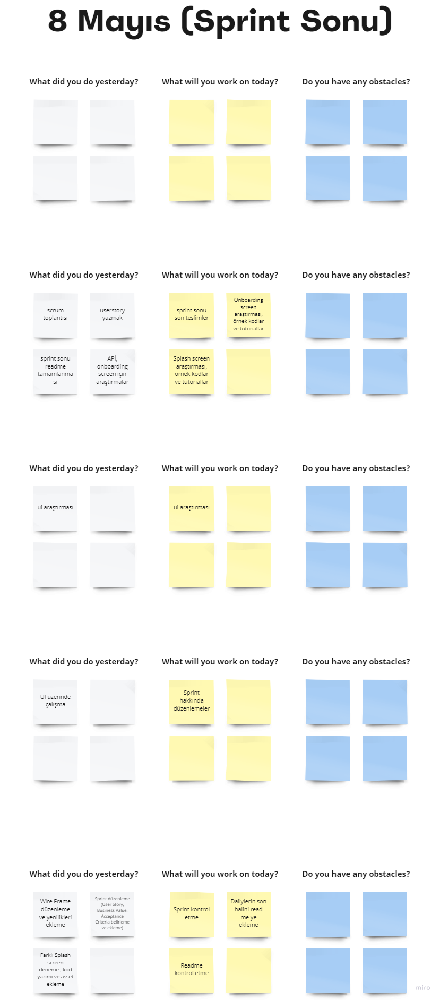 8 Mayıs (Sprint Sonu)
What did you do yesterday?
What will you work on today?
Do you have any obstacles?
What did you do yesterday?
What will you work on today?
Do you have any obstacles?
scrum
toplantısı
userstory
yazmak
sprint sonu
son teslimler
Onboarding
screen
araştırması,
örnek kodlar
ve tutoriallar
sprint sonu
readme
tamamlanma
sı
APİ,
onboarding
screen için
araştırmalar
Splash screen
araştırması,
örnek kodlar
ve tutoriallar
What did you do yesterday?
What will you work on today?
Do you have any obstacles?
ui araştırması
ui araştırması
What did you do yesterday?
What will you work on today?
Do you have any obstacles?
UI üzerinde
çalışma
Sprint
hakkında
düzenlemeler
What did you do yesterday?
What will you work on today?
Do you have any obstacles?
Wire Frame
düzenleme
ve yenilikleri
ekleme
Sprint düzenleme
(User Story,
Business Value,
Acceptance
Criteria belirleme
ve ekleme)
Sprint kontrol
etme
Dailylerin son
halini read
me ye
ekleme
Farklı Splash
screen
deneme , kod
yazımı ve asset
ekleme
Readme
kontrol etme
miro